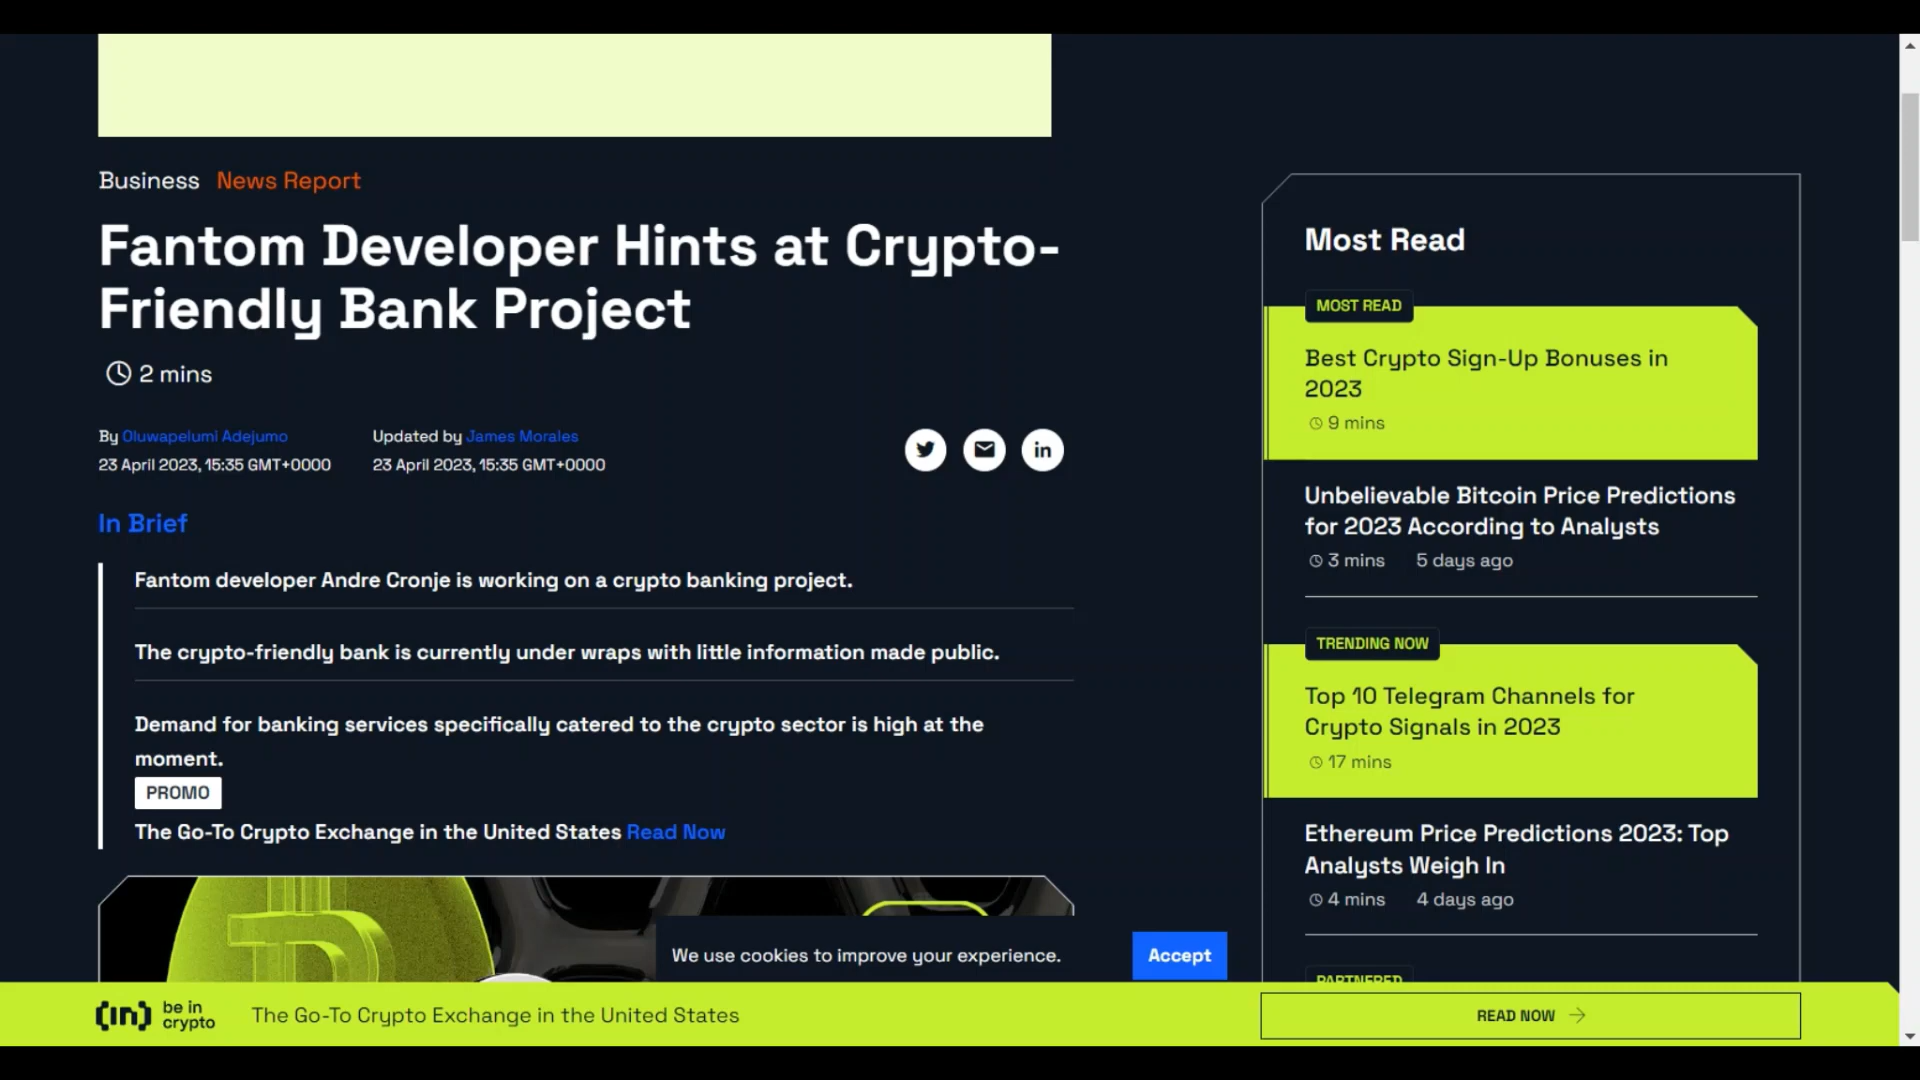 Business News Report
Fantom Developer Hints at Crypto-
Friendly Bank Project
2 mins
By Oluwapelumi Adejumo
23 April 2023, 15:35 GMT+0000
Updated by James Morales
23 April 2023, 15:35 GMT+0000
in
In Brief
Fantom developer Andre Cronje is working on a crypto banking project.
The crypto-friendly bank is currently under wraps with little information made public.
Demand for banking services specifically catered to the crypto sector is high at the
moment.
PROMO
The Go-To Crypto Exchange in the United States Read Now
We use cookies to improve your experience.
Accept
Most Read
MOST READ
Best Crypto Sign-Up Bonuses in
2023
9 mins
Unbelievable Bitcoin Price Predictions
for 2023 According to Analysts
3 mins 5 days ago
TRENDING NOW
Top 10 Telegram Channels for
Crypto Signals in 2023
17 mins
Ethereum Price Predictions 2023: Top
Analysts Weigh In
4 mins 4 days ago
PARTNERED
(in) be in
crypto
The Go-To Crypto Exchange in the United States
READ NOW